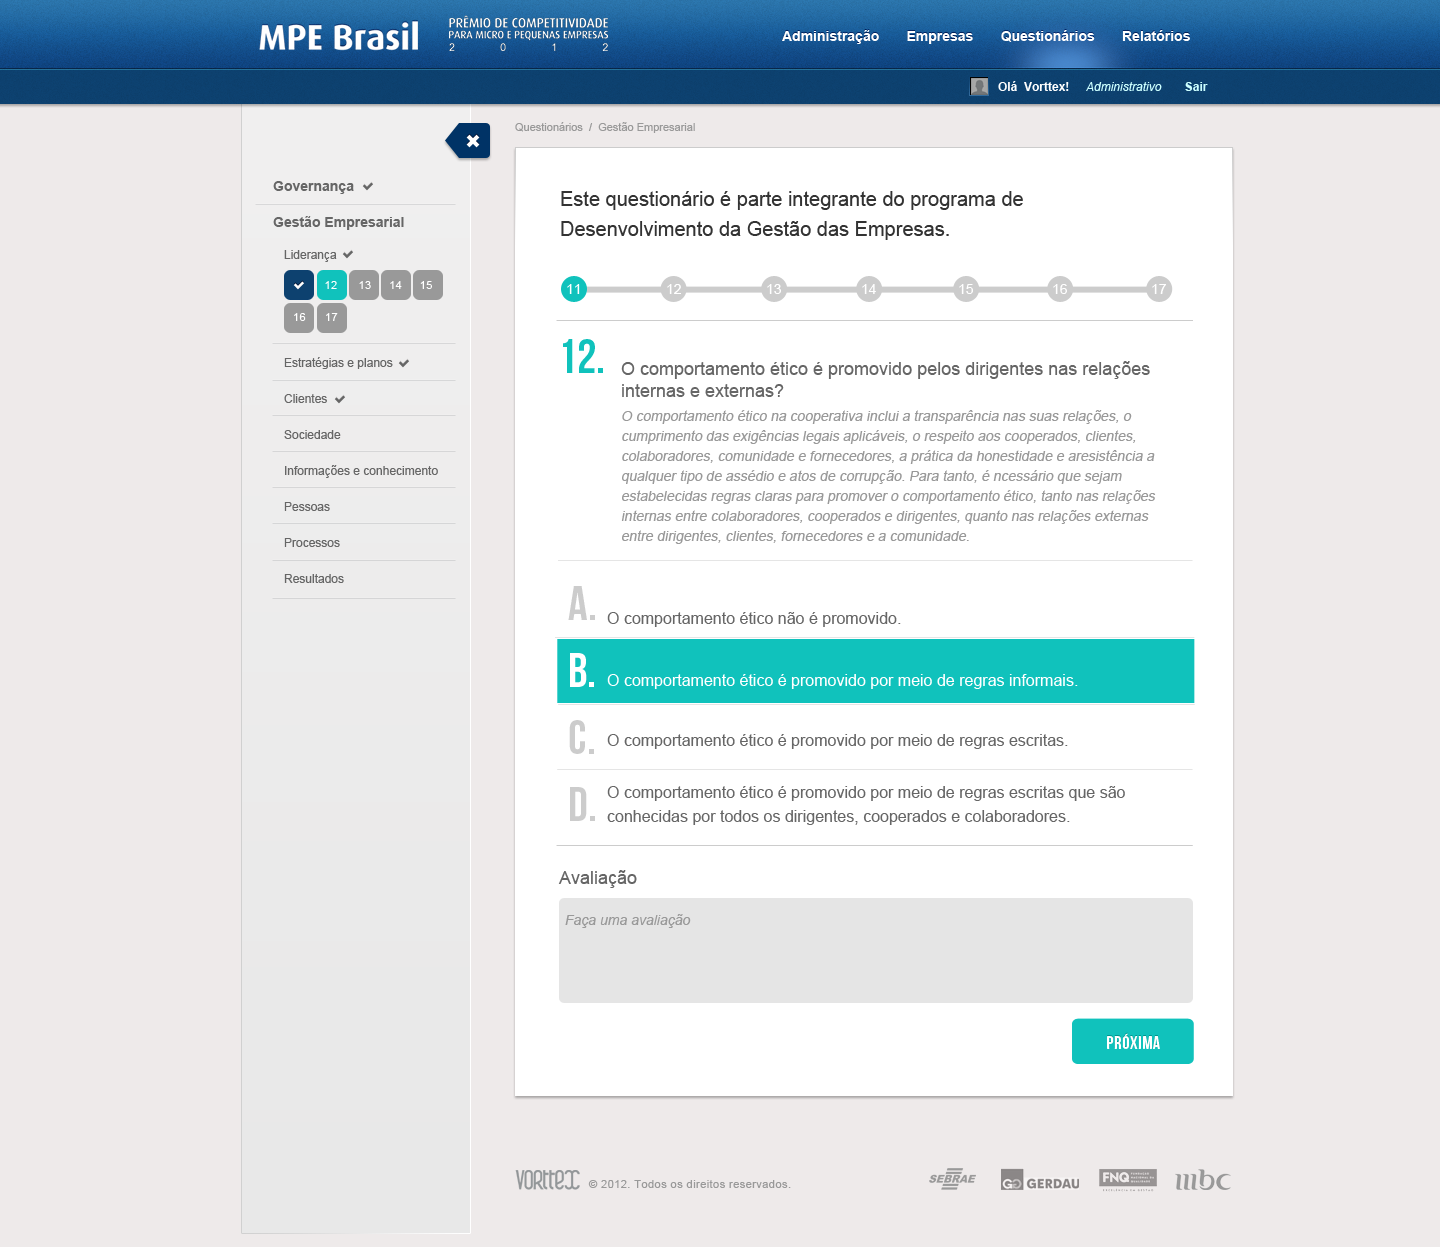 MPE Brasil
PRÊMIO DE COMPETITIVIDADE
PARA MICRO E PEQUENAS EMPRESAS
2 0 1 2
Administração Empresas Questionários Relatórios
Olá Vorttex! Administrativo Sair
Questionários / Gestão Empresarial
Governança
Gestão Empresarial
Liderança
12 13 14 15
16 17
Estratégias e planos
Clientes
Sociedade
Informações e conhecimento
Pessoas
Processos
Resultados
Este questionário é parte integrante do programa de
Desenvolvimento da Gestão das Empresas.
11 12 13 14 15 16 17
12. O comportamento ético é promovido pelos dirigentes nas relações
internas e externas?
O comportamento ético na cooperativa inclui a transparência nas suas relações, o
cumprimento das exigências legais aplicáveis, o respeito aos cooperados, clientes,
colaboradores, comunidade e fornecedores, a prática da honestidade e aresistência a
qualquer tipo de assédio e atos de corrupção. Para tanto, é ncessário que sejam
estabelecidas regras claras para promover o comportamento ético, tanto nas relações
internas entre colaboradores, cooperados e dirigentes, quanto nas relações externas
entre dirigentes, clientes, fornecedores e a comunidade.
A. O comportamento ético não é promovido.
B. O comportamento ético é promovido por meio de regras informais.
C. O comportamento ético é promovido por meio de regras escritas.
D. O comportamento ético é promovido por meio de regras escritas que são
conhecidas por todos os dirigentes, cooperados e colaboradores.
Avaliação
Faça uma avaliação
PRÓXIMA
VORTTEX © 2012. Todos os direitos reservados.
SEBRAE GG GERDAU FNQ mbc